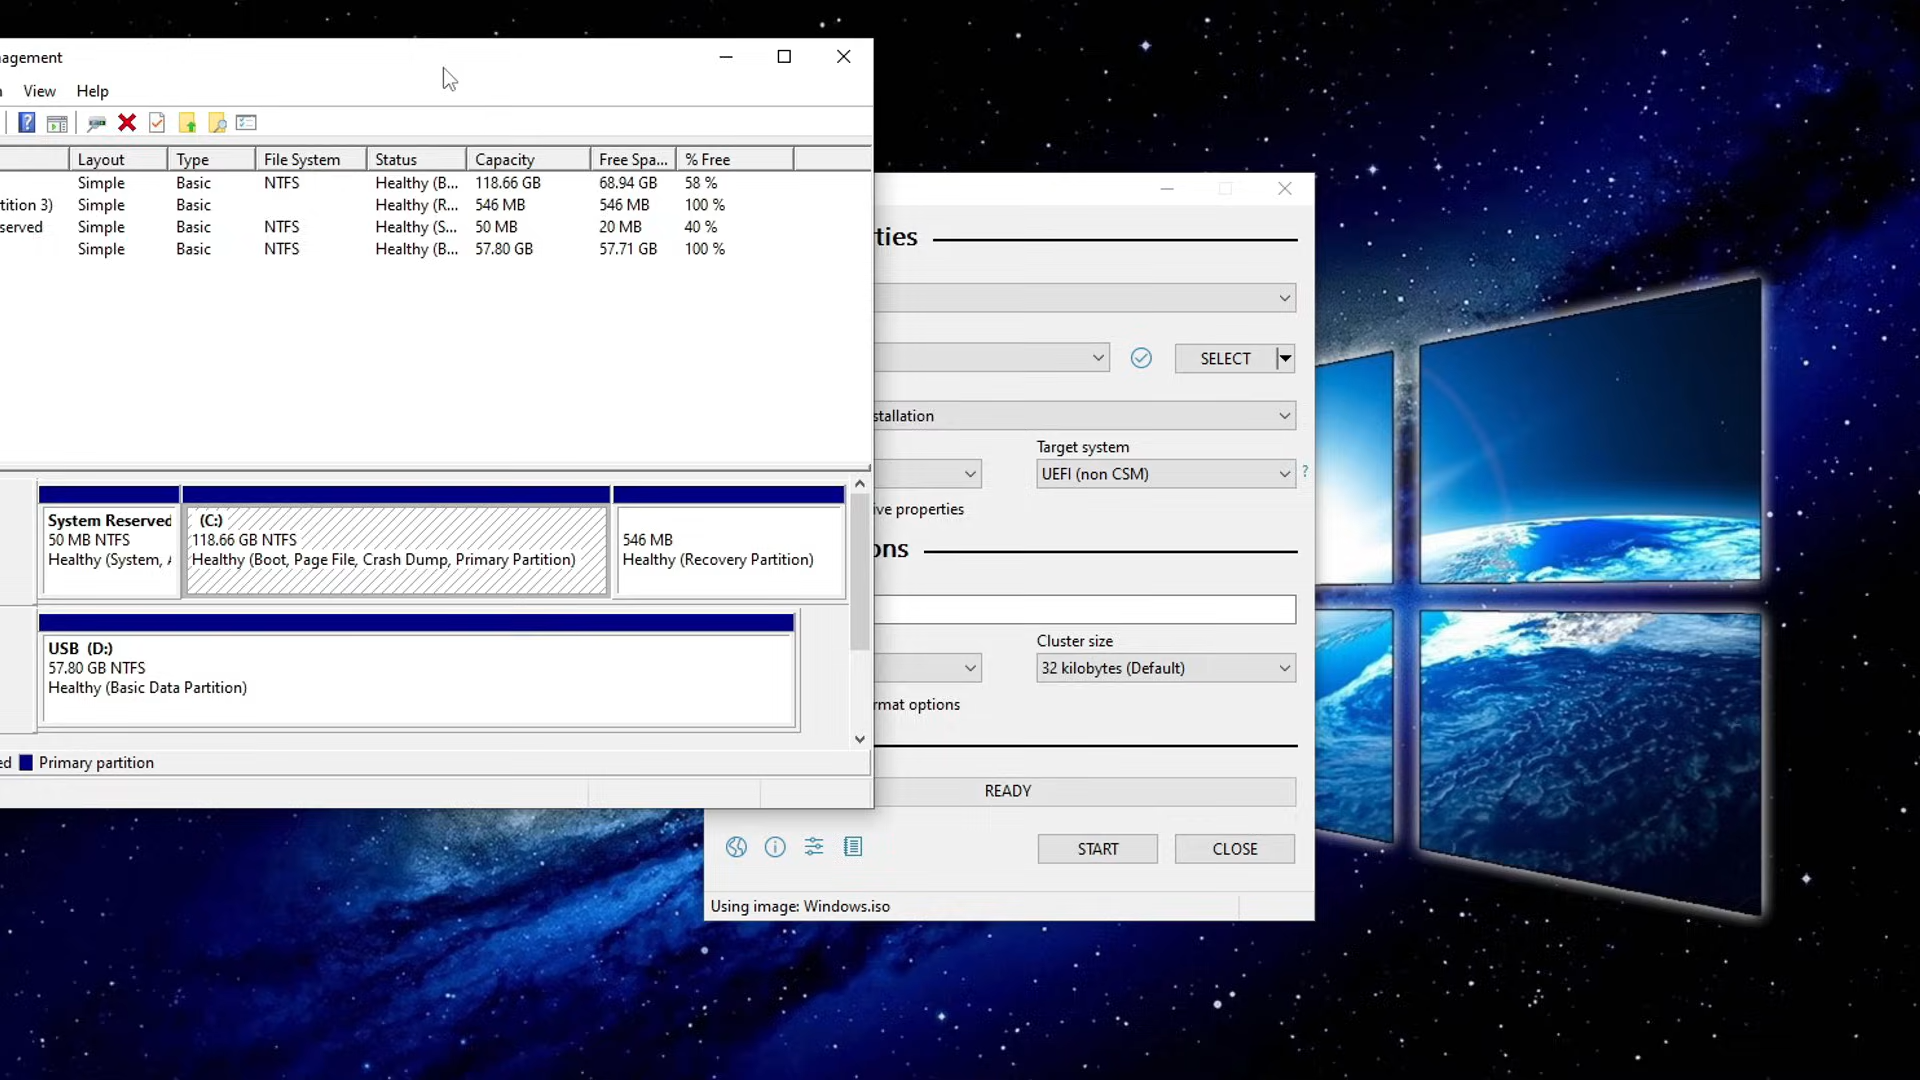 agement
View Help
Layout Type File System Status Capacity Free Spa... % Free
Simple Basic NTFS Healthy (B... 118.66 GB 68.94 GB 58 %
tition 3) Simple Basic Healthy (R... 546 MB 546 MB 100 %
served Simple Basic NTFS Healthy (S... 50 MB 20 MB 40 %
Simple Basic NTFS Healthy (B... 57.80 GB 57.71 GB 100 %
System Reserved
50 MB NTFS
Healthy (System, A
(C:)
118.66 GB NTFS
Healthy (Boot, Page File, Crash Dump, Primary Partition)
546 MB
Healthy (Recovery Partition)
USB (D:)
57.80 GB NTFS
Healthy (Basic Data Partition)
ed Primary partition
ties
SELECT
stallation
Target system
UEFI (non CSM) ?
ive properties
ons
Cluster size
32 kilobytes (Default)
rmat options
READY
START CLOSE
Using image: Windows.iso